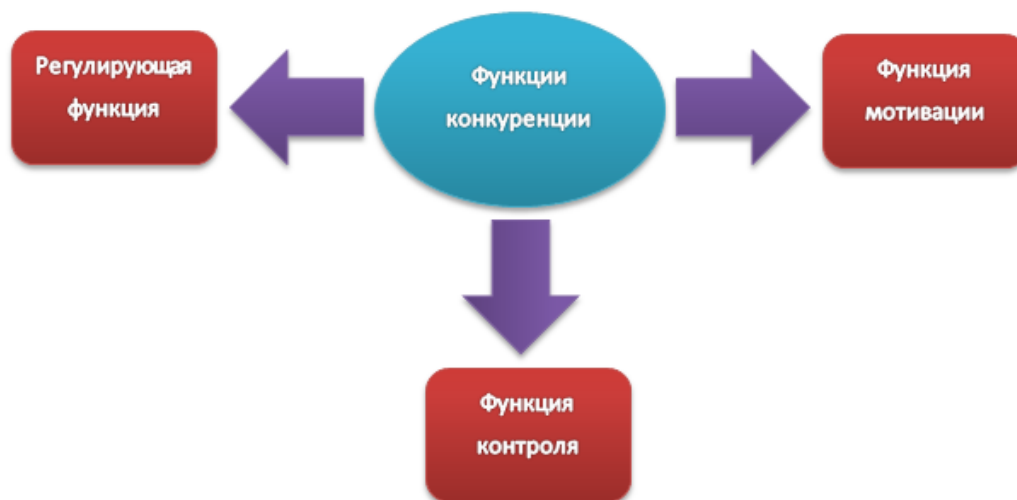 Регулирующая
функция
Функции
конкуренции
Функция
мотивации
Функция
контроля